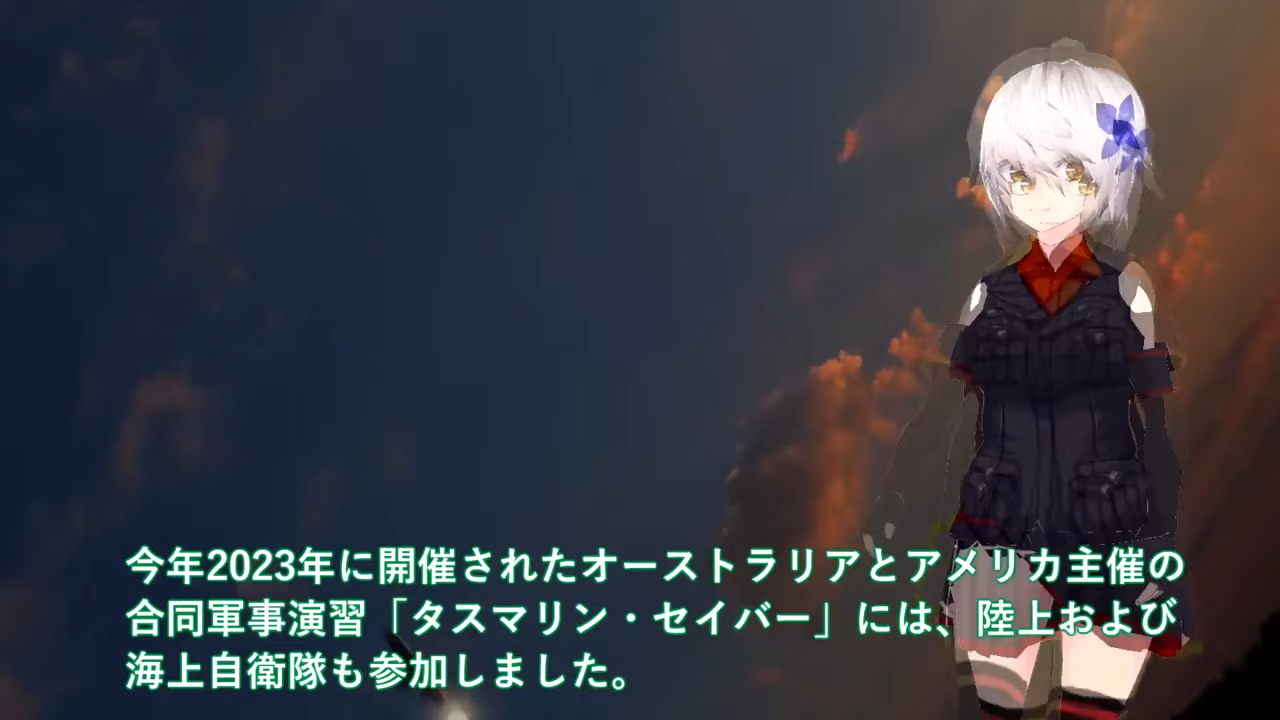 今年2023年に開催されたオーストラリアとアメリカ主催の
合同軍事演習「タスマリン・セイバー」には、陸上および
海上自衛隊も参加しました。